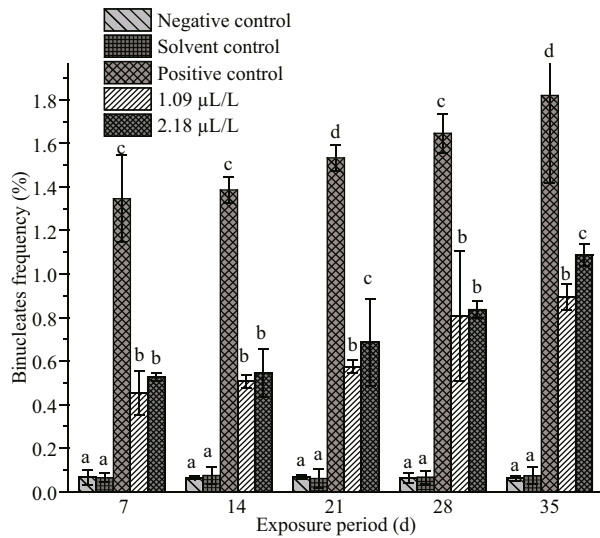 Negative control
Solvent control
Positive control
1.09 µL/L
2.18 µL/L
Binucleates frequency (%)
1.8
1.6
1.4
1.2
1.0
0.8
0.6
0.4
0.2
0.0
a a c b b
a a c b b
a a d b c
a a c b b
a a d b c
7 14 21 28 35
Exposure period (d)